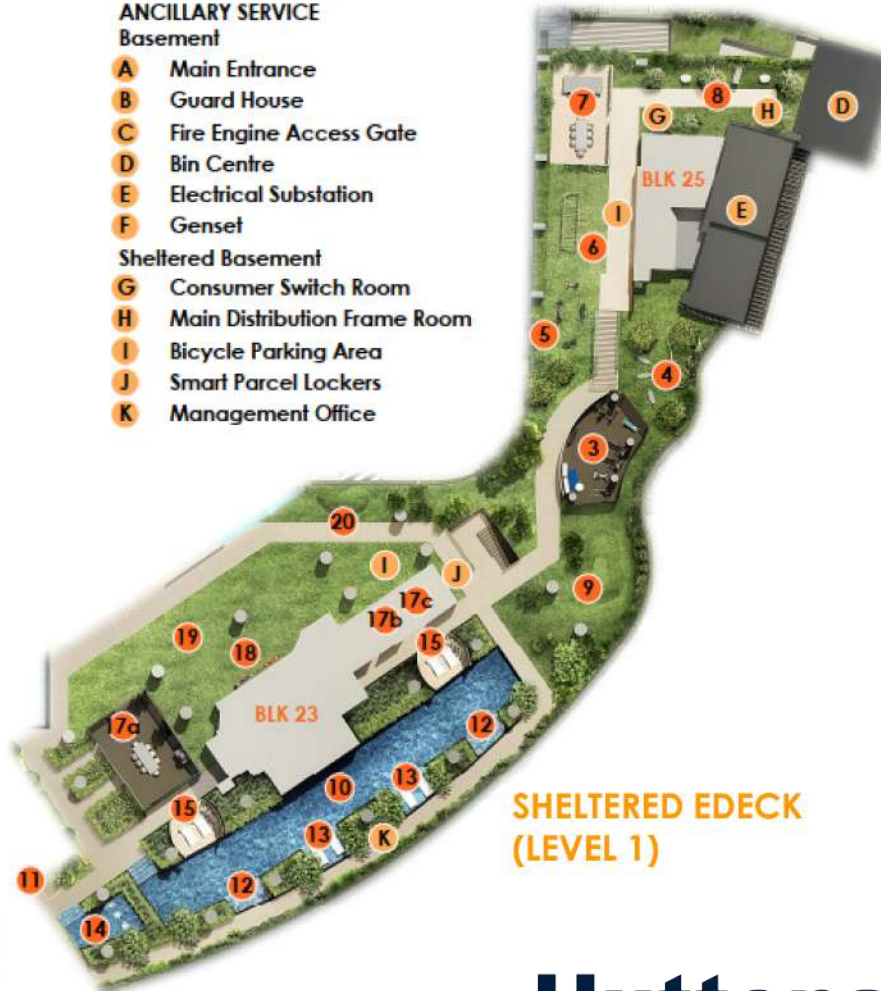 ANCILLARY SERVICE
Basement
A Main Entrance
B Guard House
C Fire Engine Access Gate
D Bin Centre
E Electrical Substation
F Genset
Sheltered Basement
G Consumer Switch Room
H Main Distribution Frame Room
I Bicycle Parking Area
J Smart Parcel Lockers
K Management Office
7
8
G
H
D
BLK 25
I
E
6
5
4
3
20
I
J
9
17c
17b
19
18
15
BLK 23
12
17a
13
10
15
13
K
12
11
14
SHELTERED EDECK
(LEVEL 1)